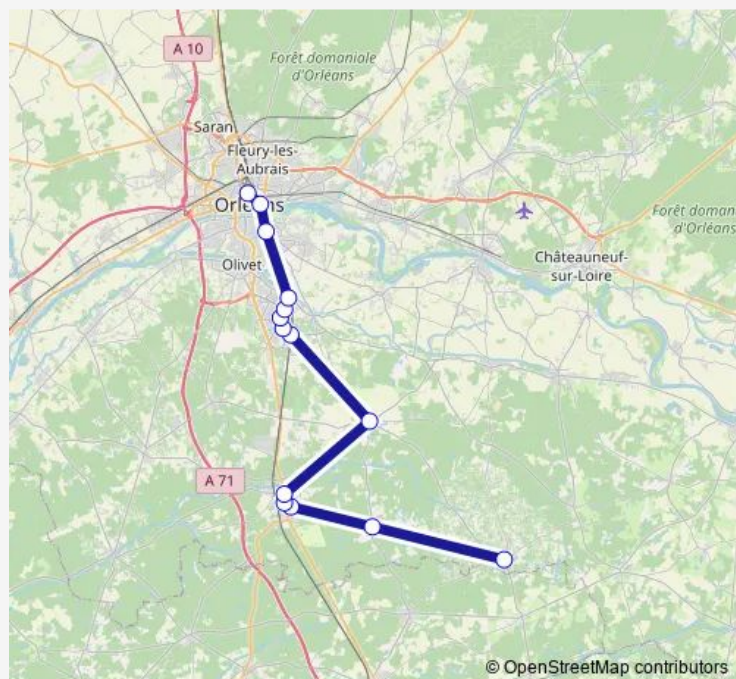 A 10
Forêt domaniale
d'Orléans
Saran
Fleury-les-
Aubrais
Orléans
Forêt doman
d'Orléans
Olivet
Châteauneuf-
sur-Loire
A 71
© OpenStreetMap contributors